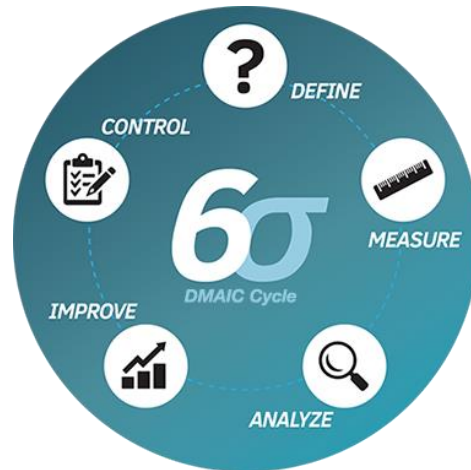 ?
DEFINE
CONTROL
MEASURE
6σ
DMAIC Cycle
IMPROVE
ANALYZE